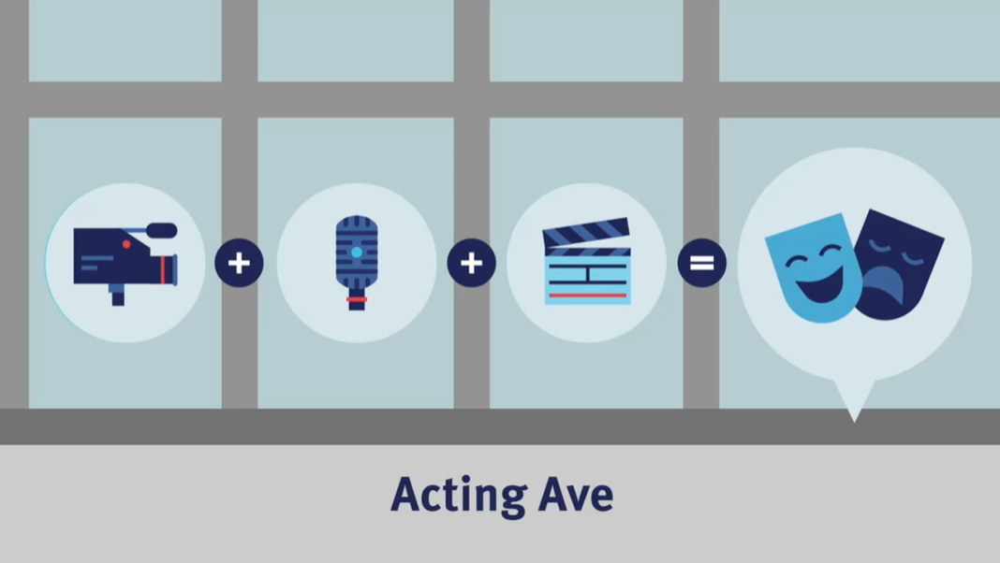 + + =
Acting Ave